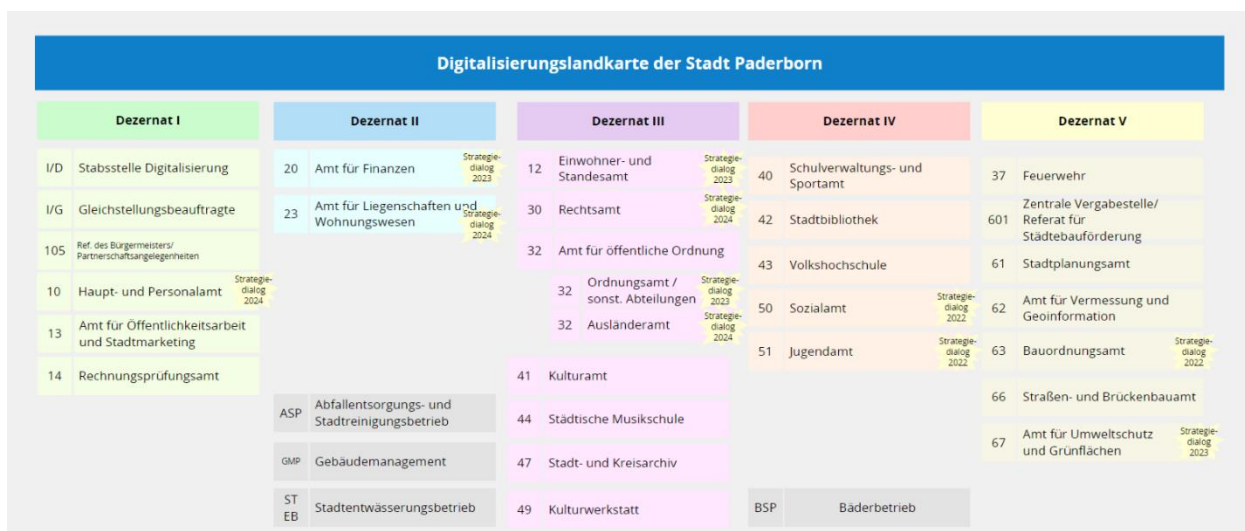 Digitalisierungslandkarte der Stadt Paderborn
Dezernat I
I/D Stabsstelle Digitalisierung
I/G Gleichstellungsbeauftragte
105 Ref. des Bürgermeisters/
Partnerschaftsangelegenheiten
10 Haupt- und Personalamt
Strategie-
dialog
2024
13 Amt für Öffentlichkeitsarbeit
und Stadtmarketing
14 Rechnungsprüfungsamt
Dezernat II
20 Amt für Finanzen
Strategie-
dialog
2023
23 Amt für Liegenschaften und
Wohnungswesen
Strategie-
dialog
2024
ASP Abfallentsorgungs- und
Stadtreinigungsbetrieb
GMP Gebäudemanagement
ST
EB
Stadtentwässerungsbetrieb
Dezernat III
12 Einwohner- und
Standesamt
Strategie-
dialog
2023
30 Rechtsamt
Strategie-
dialog
2024
32 Amt für öffentliche Ordnung
32 Ordnungsamt /
sonst. Abteilungen
Strategie-
dialog
2023
32 Ausländeramt
Strategie-
dialog
2024
41 Kulturamt
44 Städtische Musikschule
47 Stadt- und Kreisarchiv
49 Kulturwerkstatt
Dezernat IV
40 Schulverwaltungs- und
Sportamt
42 Stadtbibliothek
43 Volkshochschule
50 Sozialamt
Strategie-
dialog
2022
51 Jugendamt
Strategie-
dialog
2022
BSP Bäderbetrieb
Dezernat V
37 Feuerwehr
601 Zentrale Vergabestelle/
Referat für
Städtebauförderung
61 Stadtplanungsamt
62 Amt für Vermessung und
Geoinformation
63 Bauordnungsamt
Strategie-
dialog
2022
66 Straßen- und Brückenbauamt
67 Amt für Umweltschutz
und Grünflächen
Strategie-
dialog
2023